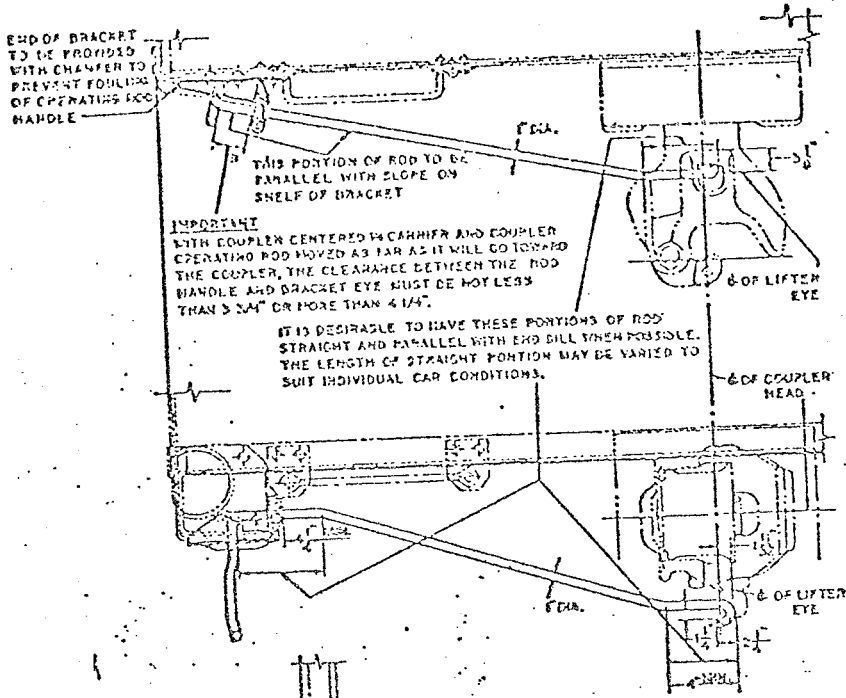 END OF BRACKET
TO BE PROVIDED
WITH CHAMFER TO
PREVENT FOULING
OF OPERATING ROD
HANDLE
1" DIA.
THIS PORTION OF ROD TO BE
PARALLEL WITH SLOPE ON
SHELF OF BRACKET
IMPORTANT
WITH COUPLER CENTERED IN CARRIER AND COUPLER
OPERATING ROD MOVED AS FAR AS IT WILL GO TOWARD
THE COUPLER, THE CLEARANCE BETWEEN THE ROD
HANDLE AND BRACKET EYE MUST BE NOT LESS
THAN 3 3/4" OR MORE THAN 4 1/4".
℄ OF LIFTER
EYE
IT IS DESIRABLE TO HAVE THESE PORTIONS OF ROD
STRAIGHT AND PARALLEL WITH END SILL WHEN POSSIBLE.
THE LENGTH OF STRAIGHT PORTION MAY BE VARIED TO
SUIT INDIVIDUAL CAR CONDITIONS.
℄ OF COUPLER
HEAD
DIA.
℄ OF LIFTER
EYE